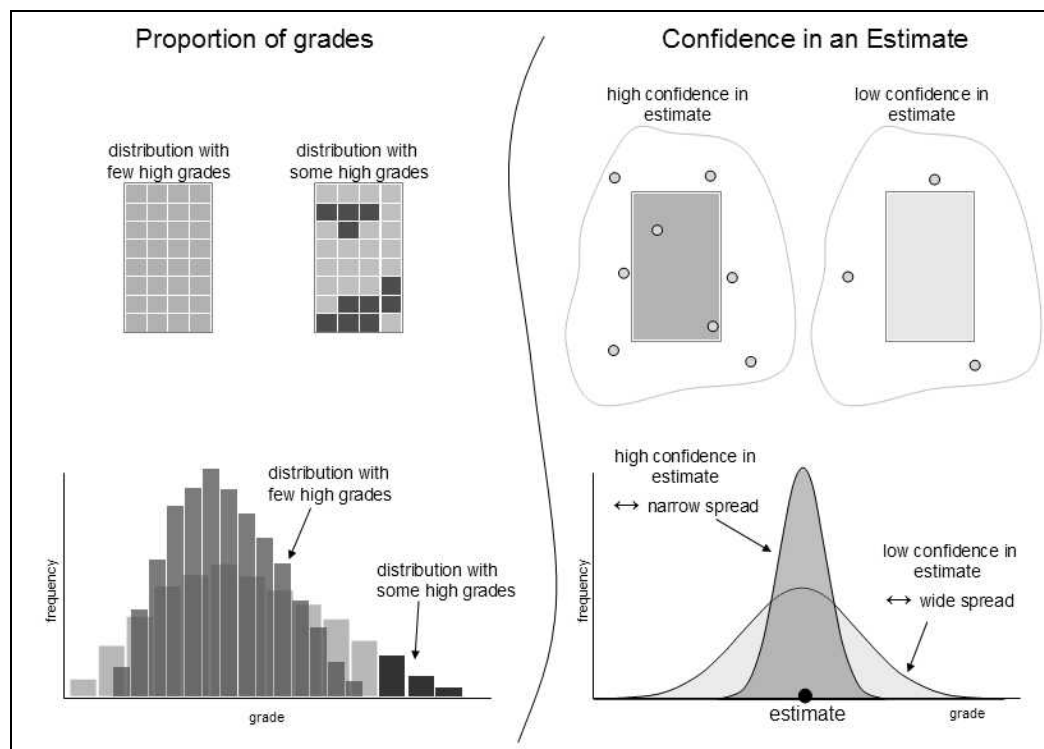 Proportion of grades
distribution with
few high grades
distribution with
some high grades
distribution with
few high grades
distribution with
some high grades
frequency
grade
Confidence in an Estimate
high confidence in
estimate
low confidence in
estimate
high confidence in
estimate
↔ narrow spread
low confidence in
estimate
↔ wide spread
frequency
estimate
grade